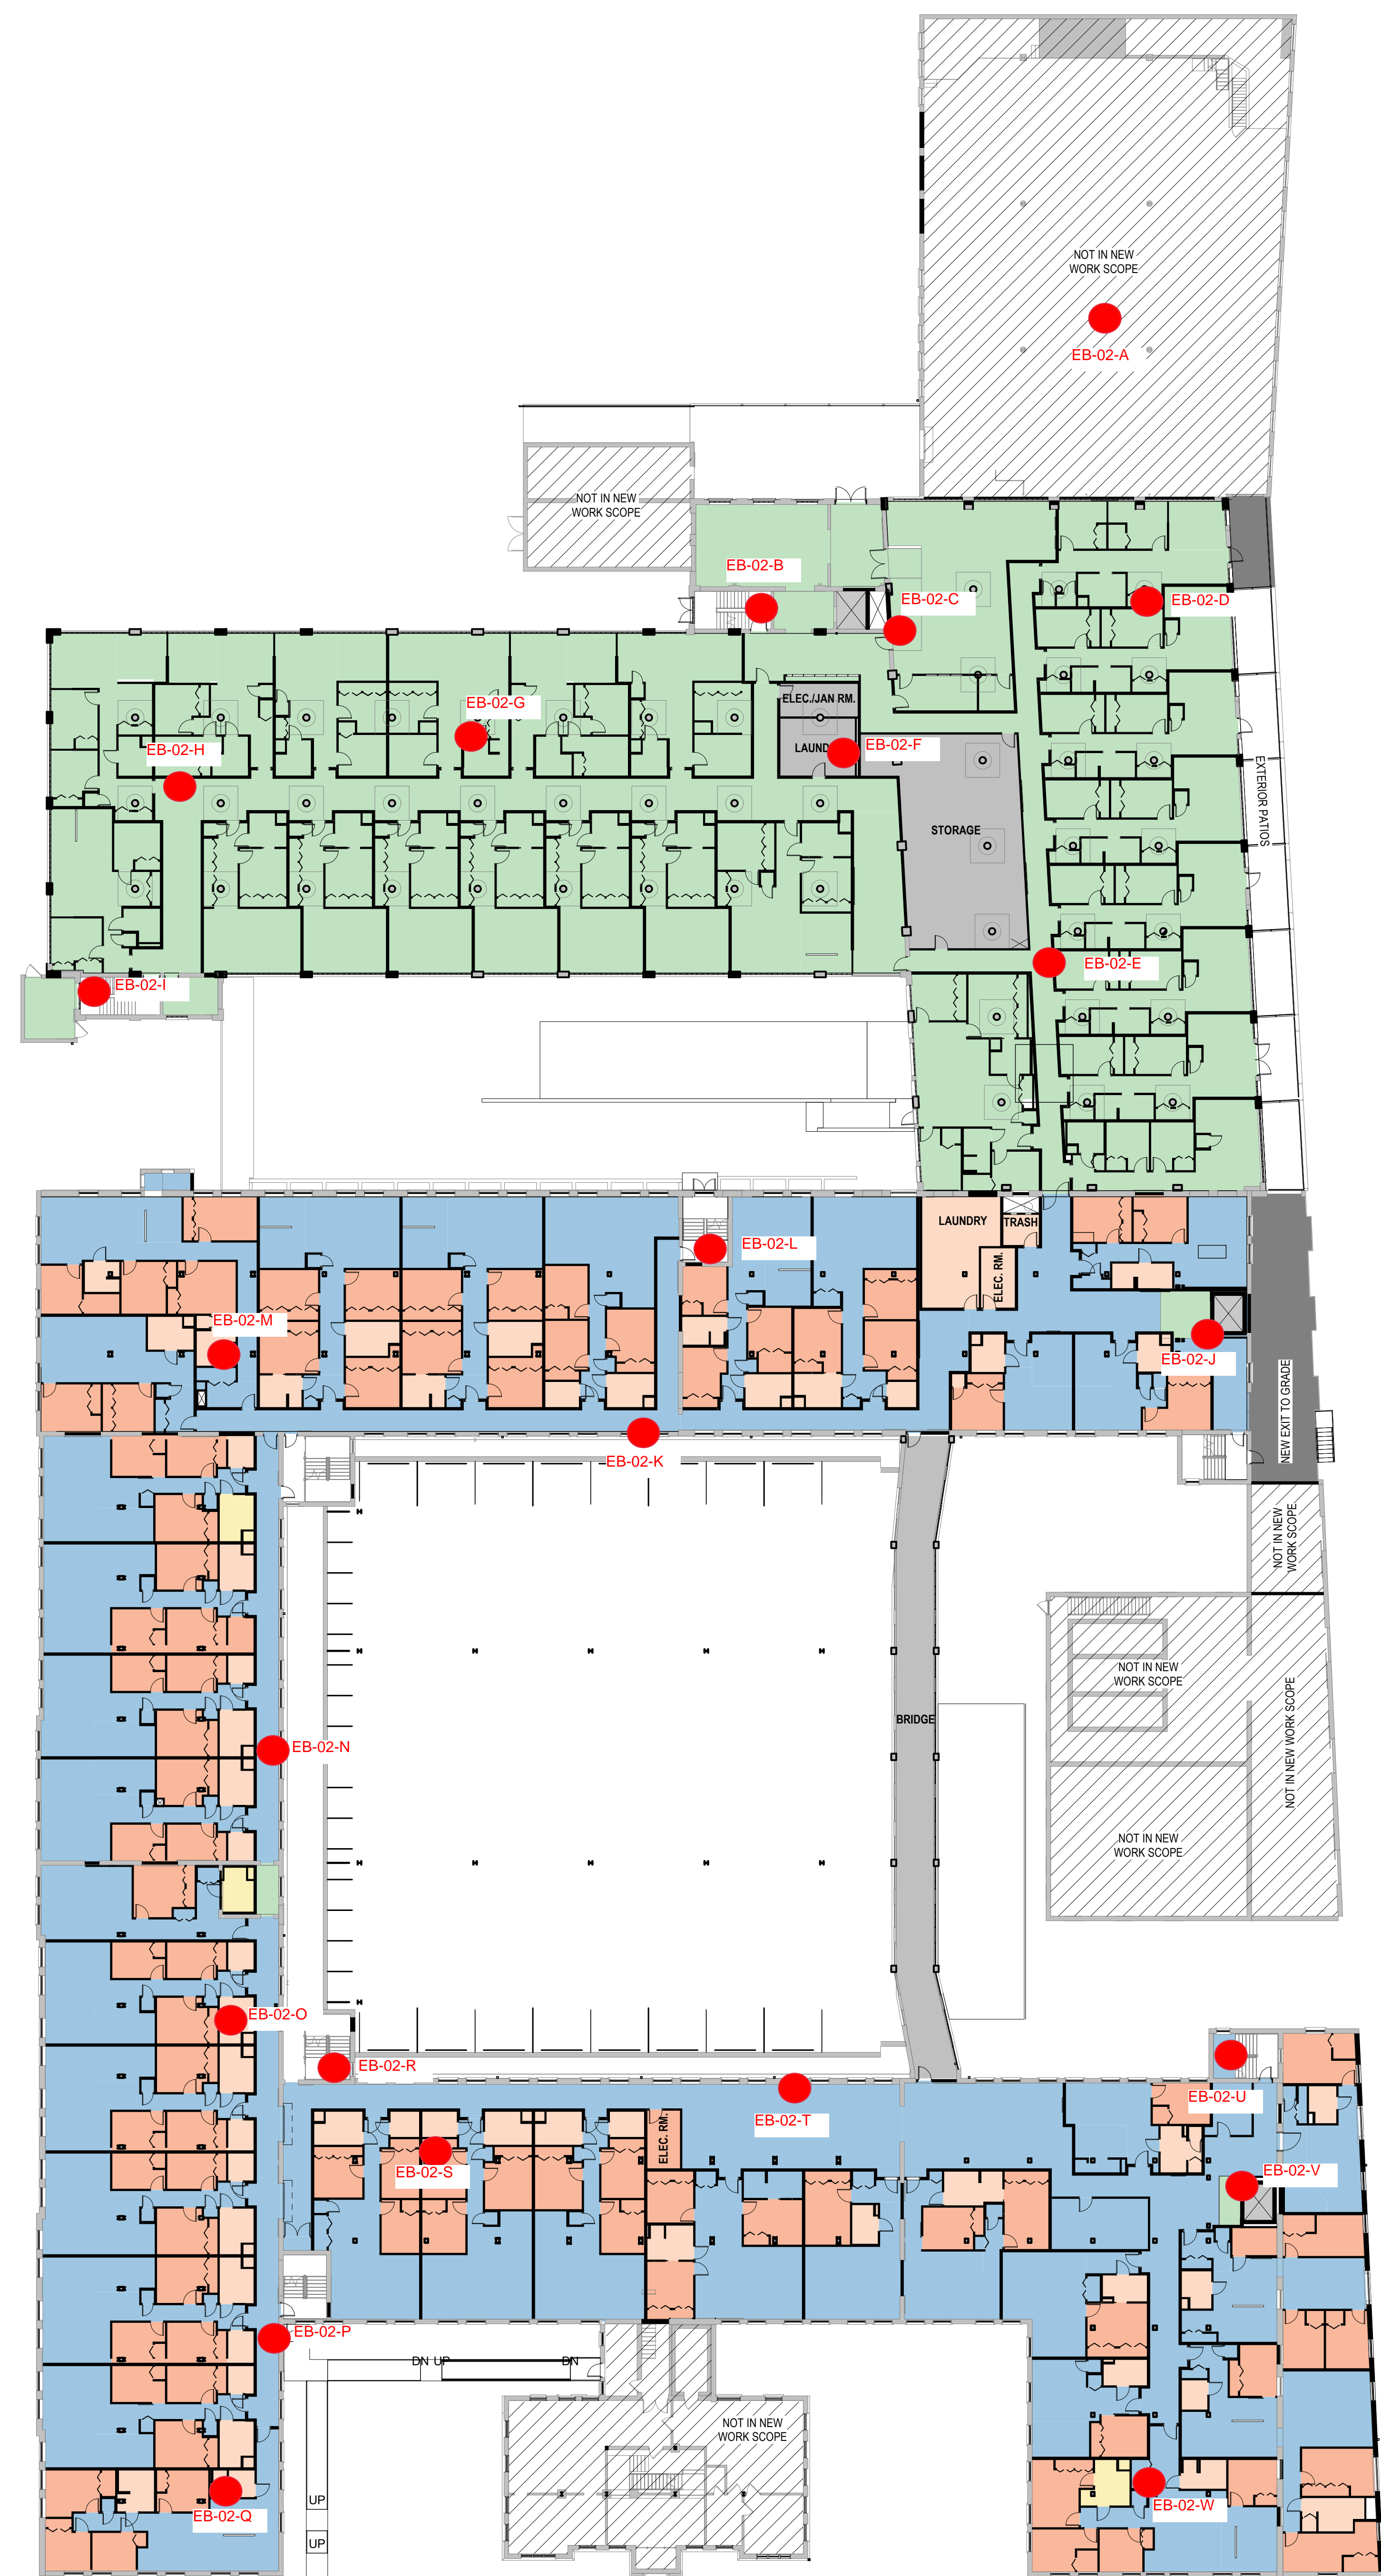 NOT IN NEW
WORK SCOPE
EB-02-A
NOT IN NEW
WORK SCOPE
EB-02-B
EB-02-C
EB-02-D
ELEC./JAN RM.
EB-02-G
EB-02-H
LAUND
EB-02-F
EXTERIOR PATIOS
STORAGE
EB-02-E
EB-02-I
LAUNDRY
TRASH
EB-02-L
ELEC. RM.
EB-02-M
EB-02-J
NEW EXIT TO GRADE
EB-02-K
NOT IN NEW
WORK SCOPE
NOT IN NEW
WORK SCOPE
NOT IN NEW WORK SCOPE
BRIDGE
EB-02-N
NOT IN NEW
WORK SCOPE
EB-02-O
EB-02-R
EB-02-U
EB-02-T
ELEC. RM.
EB-02-S
EB-02-V
EB-02-P
DN UP
DN
NOT IN NEW
WORK SCOPE
UP
EB-02-W
EB-02-Q
UP